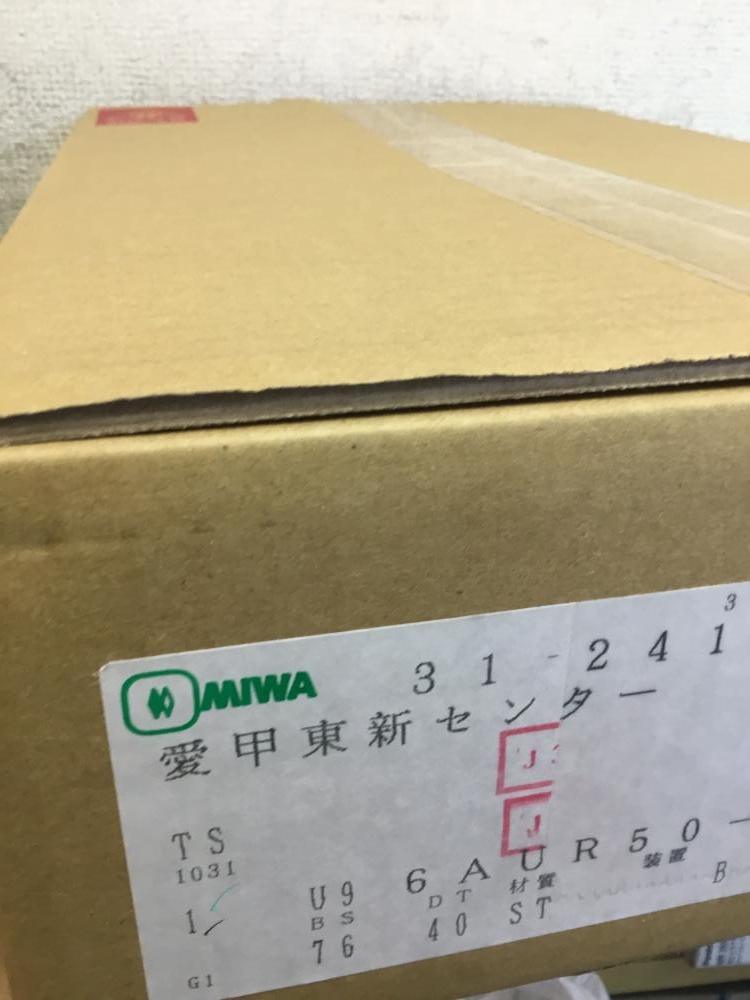 MIWA
3
31-241
愛甲東新センター
J
J
TS
1031
U9 6AUR50-
1
BS DT 材質 装置
76 40 ST B
G1